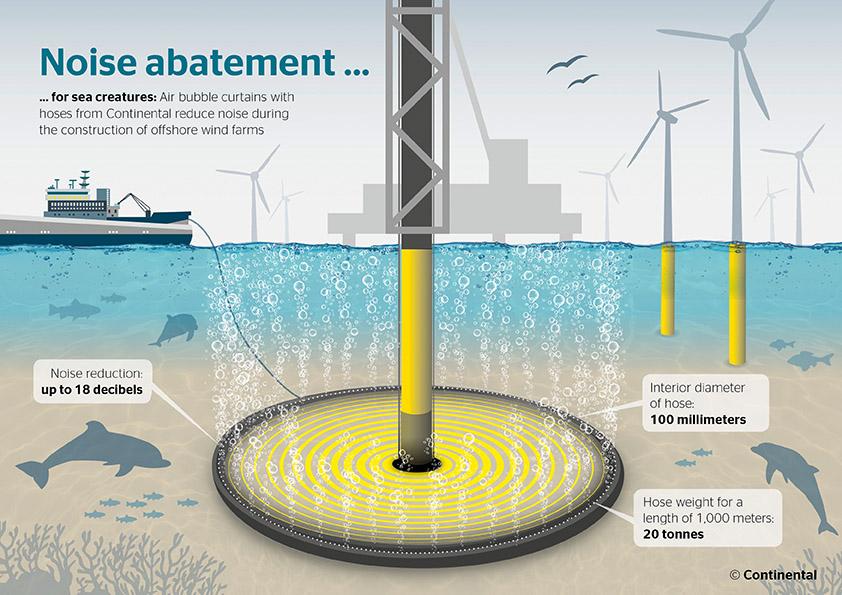 Noise abatement ...
... for sea creatures: Air bubble curtains with
hoses from Continental reduce noise during
the construction of offshore wind farms
Noise reduction:
up to 18 decibels
Interior diameter
of hose:
100 millimeters
Hose weight for a
length of 1,000 meters:
20 tonnes
© Continental